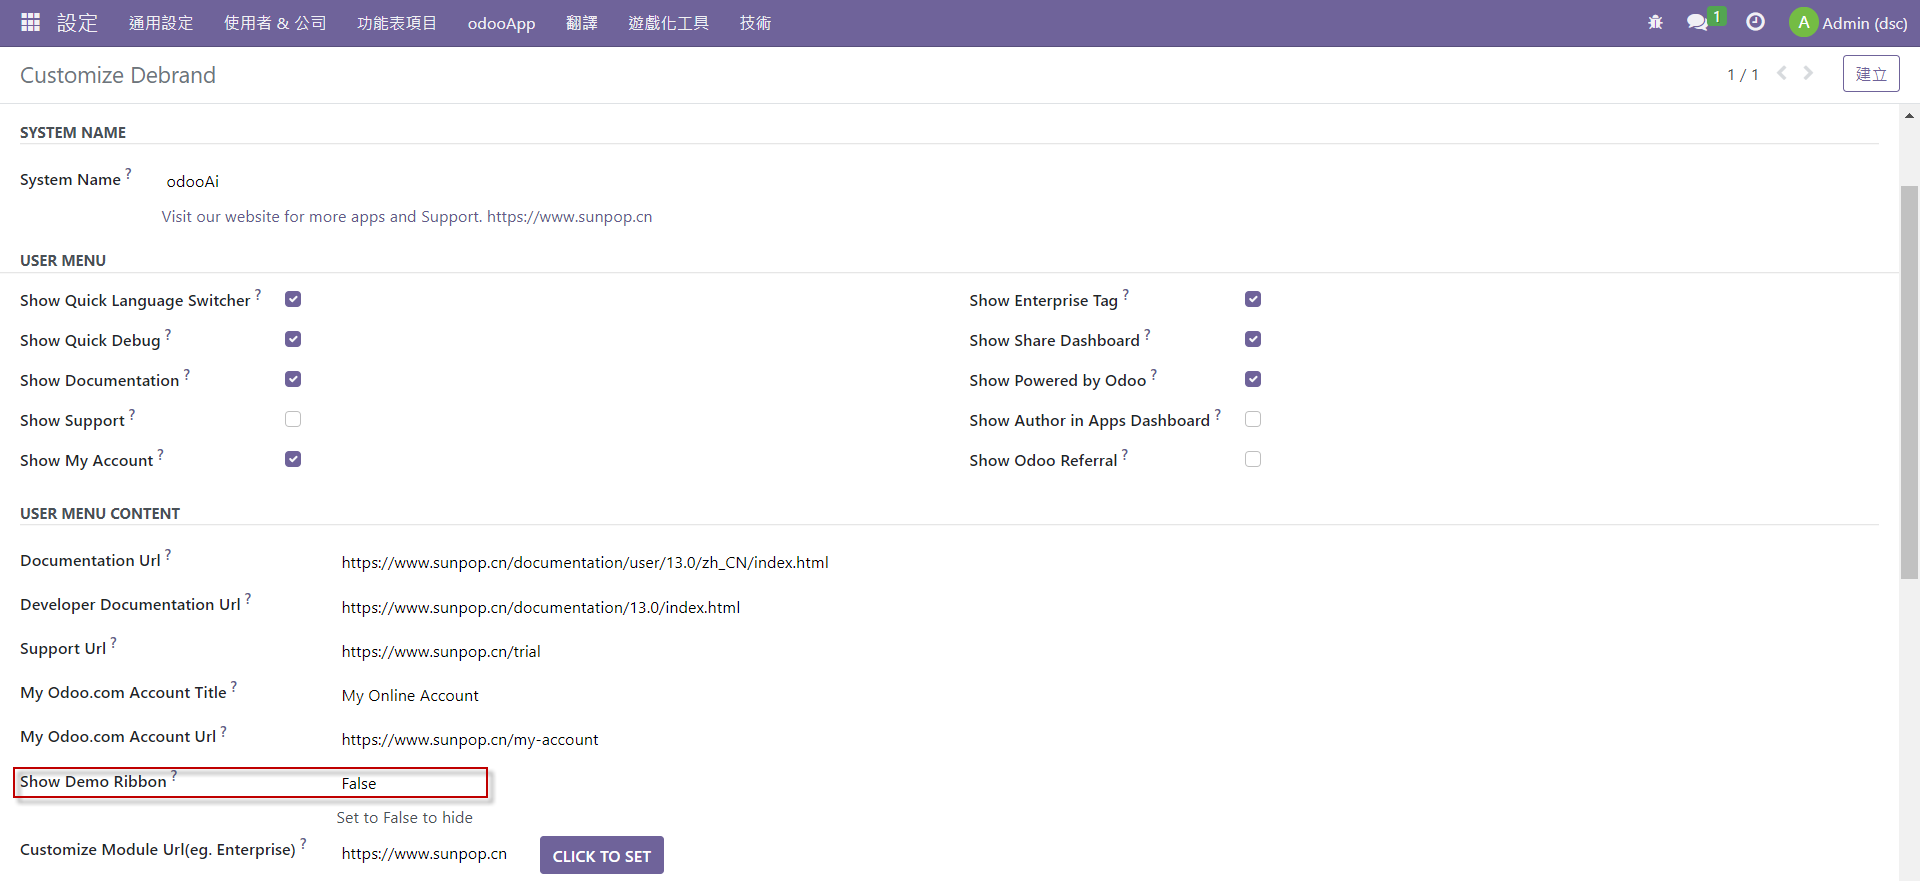 設定 通用設定 使用者 & 公司 功能表項目 odooApp 翻譯 遊戲化工具 技術 1 A Admin (dsc)
Customize Debrand 1 / 1 建立
SYSTEM NAME
System Name ? odooAi
Visit our website for more apps and Support. https://www.sunpop.cn
USER MENU
Show Quick Language Switcher ? Show Enterprise Tag ?
Show Quick Debug ? Show Share Dashboard ?
Show Documentation ? Show Powered by Odoo ?
Show Support ? Show Author in Apps Dashboard ?
Show My Account ? Show Odoo Referral ?
USER MENU CONTENT
Documentation Url ? https://www.sunpop.cn/documentation/user/13.0/zh_CN/index.html
Developer Documentation Url ? https://www.sunpop.cn/documentation/13.0/index.html
Support Url ? https://www.sunpop.cn/trial
My Odoo.com Account Title ? My Online Account
My Odoo.com Account Url ? https://www.sunpop.cn/my-account
Show Demo Ribbon ? False
Set to False to hide
Customize Module Url(eg. Enterprise) ? https://www.sunpop.cn CLICK TO SET